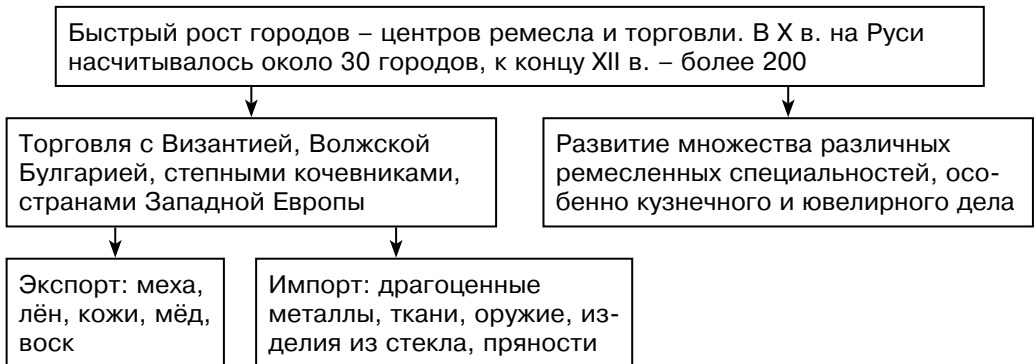 Быстрый рост городов – центров ремесла и торговли. В X в. на Руси
насчитывалось около 30 городов, к концу XII в. – более 200
Торговля с Византией, Волжской
Булгарией, степными кочевниками,
странами Западной Европы
Развитие множества различных
ремесленных специальностей, осо-
бенно кузнечного и ювелирного дела
Экспорт: меха,
лён, кожи, мёд,
воск
Импорт: драгоценные
металлы, ткани, оружие, из-
делия из стекла, пряности